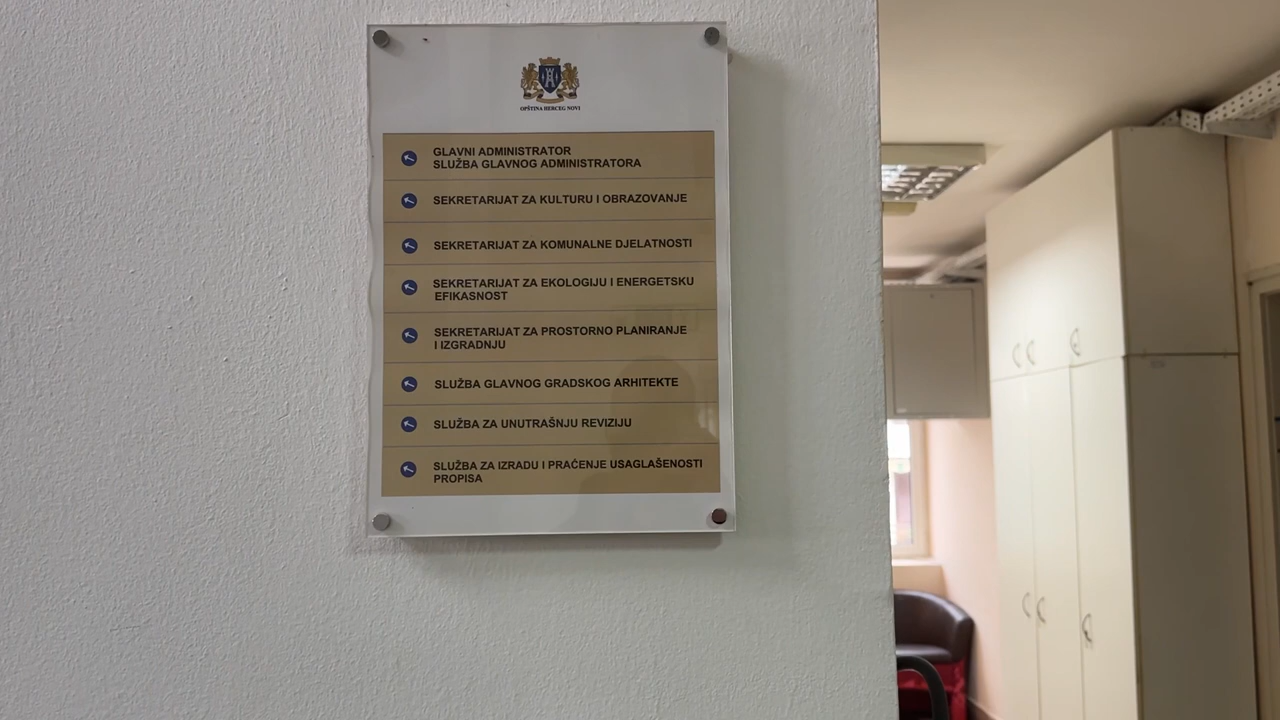 OPŠTINA HERCEG NOVI
GLAVNI ADMINISTRATOR
SLUŽBA GLAVNOG ADMINISTRATORA
SEKRETARIJAT ZA KULTURU I OBRAZOVANJE
SEKRETARIJAT ZA KOMUNALNE DJELATNOSTI
SEKRETARIJAT ZA EKOLOGIJU I ENERGETSKU
EFIKASNOST
SEKRETARIJAT ZA PROSTORNO PLANIRANJE
I IZGRADNJU
SLUŽBA GLAVNOG GRADSKOG ARHITEKTE
SLUŽBA ZA UNUTRAŠNJU REVIZIJU
SLUŽBA ZA IZRADU I PRAĆENJE USAGLAŠENOSTI
PROPISA